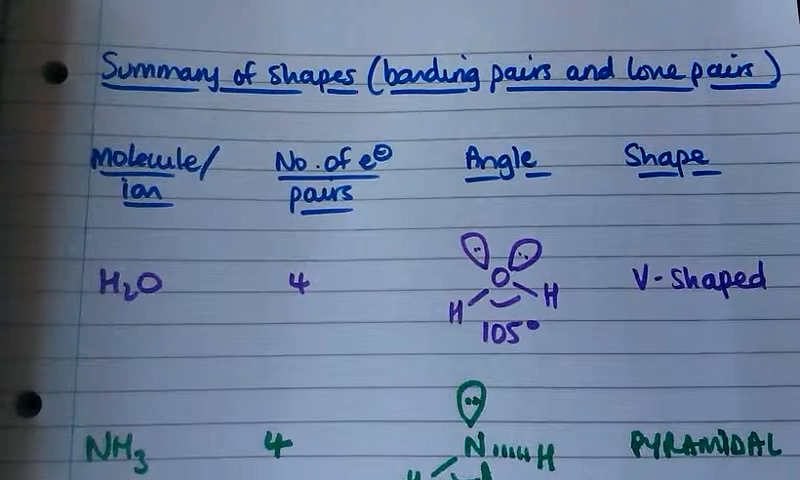 Summary of shapes (bonding pairs and lone pairs)
Molecule/ No. of e⊖ Angle Shape
ion pairs
H₂O 4 O H H 105° V-shaped
NH₃ 4 N H H PYRAMIDAL